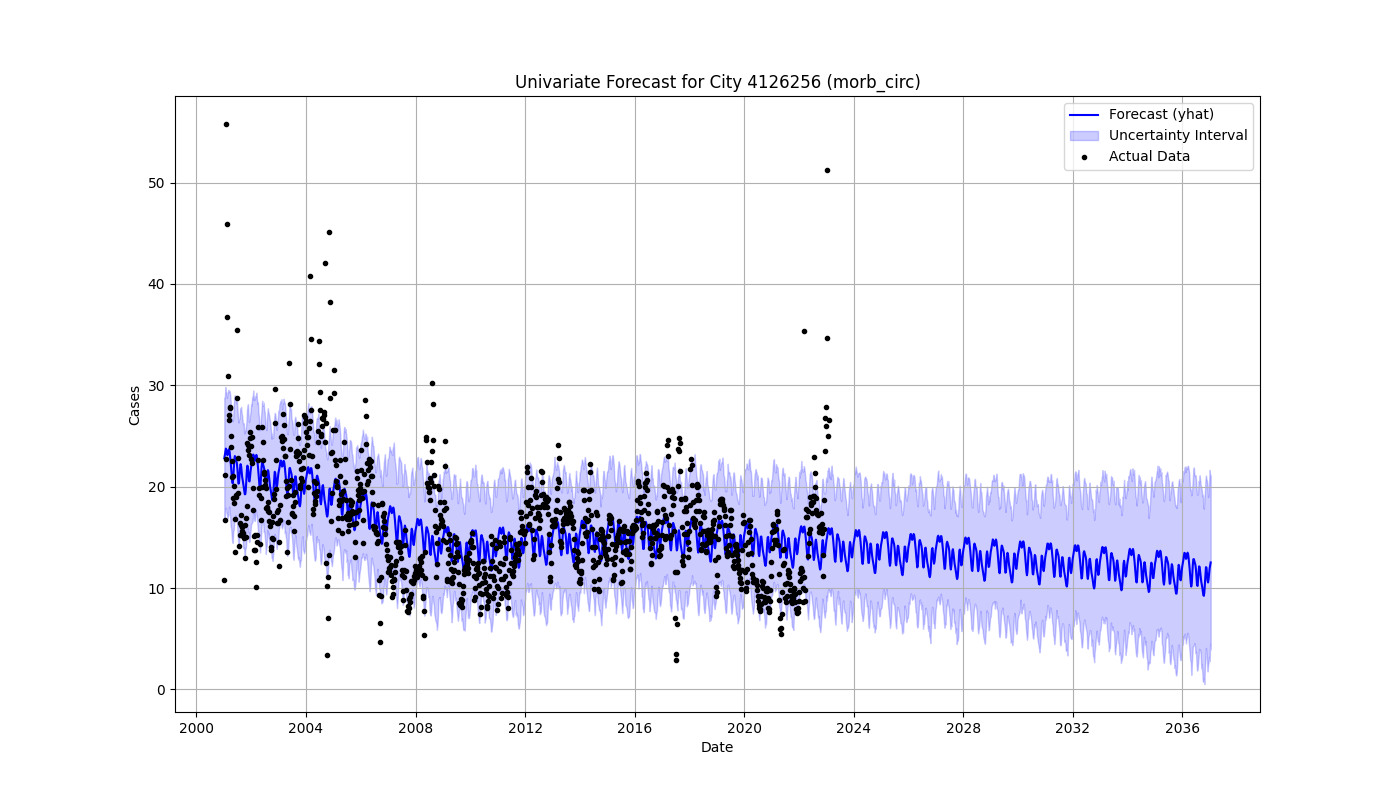 Univariate Forecast for City 4126256 (morb_circ)
Forecast (yhat)
Uncertainty Interval
Actual Data
Cases
50
40
30
20
10
0
2000 2004 2008 2012 2016 2020 2024 2028 2032 2036
Date